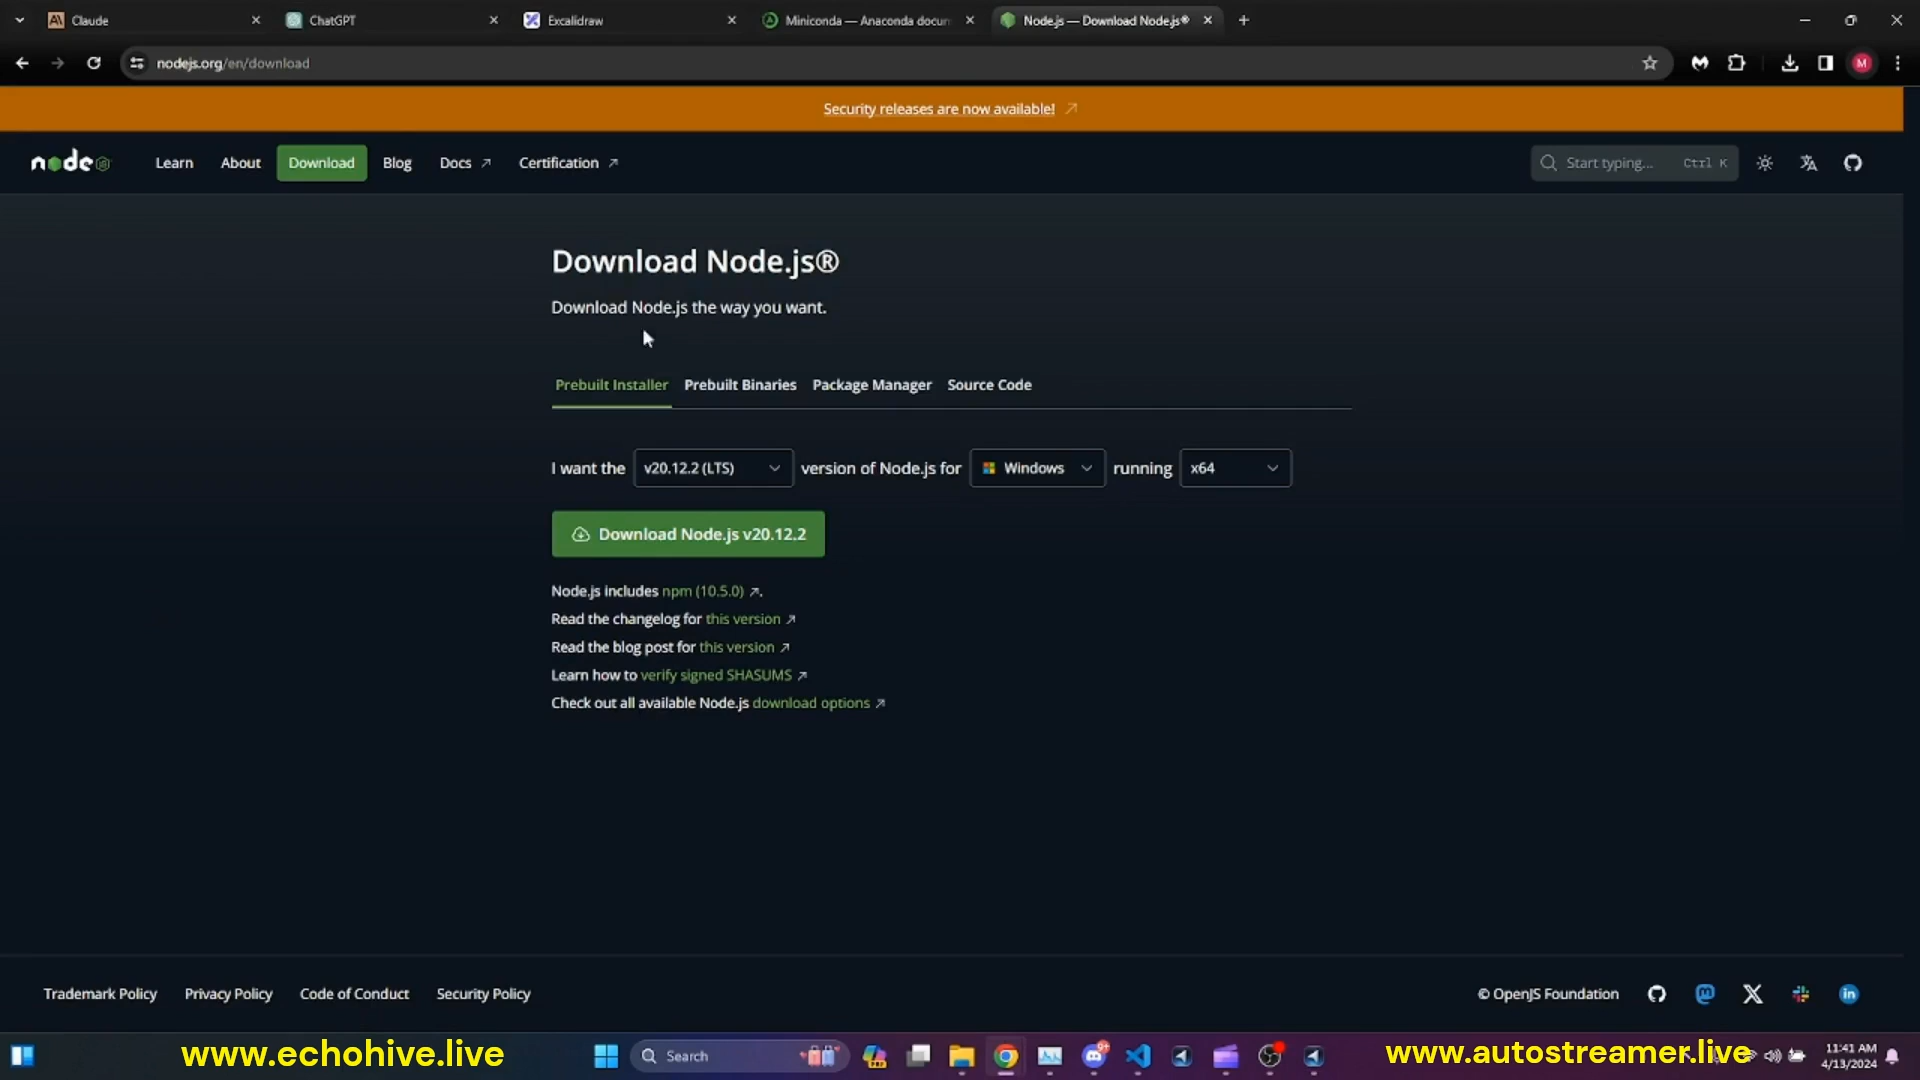 Claude
ChatGPT
Excalidraw
Miniconda — Anaconda docum
Node.js — Download Node.js®
nodejs.org/en/download
M
Security releases are now available!
node
Learn
About
Download
Blog
Docs
Certification
Start typing...
Ctrl K
Download Node.js®
Download Node.js the way you want.
Prebuilt Installer
Prebuilt Binaries
Package Manager
Source Code
I want the v20.12.2 (LTS) version of Node.js for Windows running x64
Download Node.js v20.12.2
Node.js includes npm (10.5.0) .
Read the changelog for this version
Read the blog post for this version
Learn how to verify signed SHASUMS
Check out all available Node.js download options
Trademark Policy
Privacy Policy
Code of Conduct
Security Policy
© OpenJS Foundation
www.echohive.live
Search
www.autostreamer.live
11:41 AM
4/13/2024